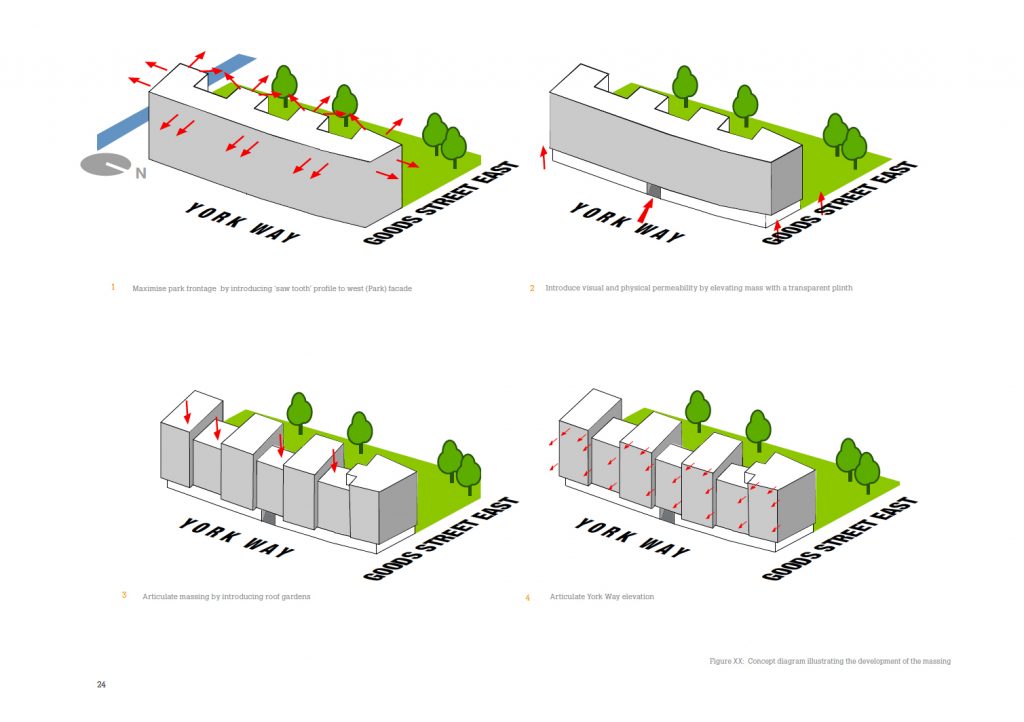 N
YORK WAY
GOODS STREET EAST
1 Maximise park frontage by introducing 'saw tooth' profile to west (Park) facade
YORK WAY
GOODS STREET EAST
2 Introduce visual and physical permeability by elevating mass with a transparent plinth
YORK WAY
GOODS STREET EAST
3 Articulate massing by introducing roof gardens
YORK WAY
GOODS STREET EAST
4 Articulate York Way elevation
Figure XX: Concept diagram illustrating the development of the massing
24